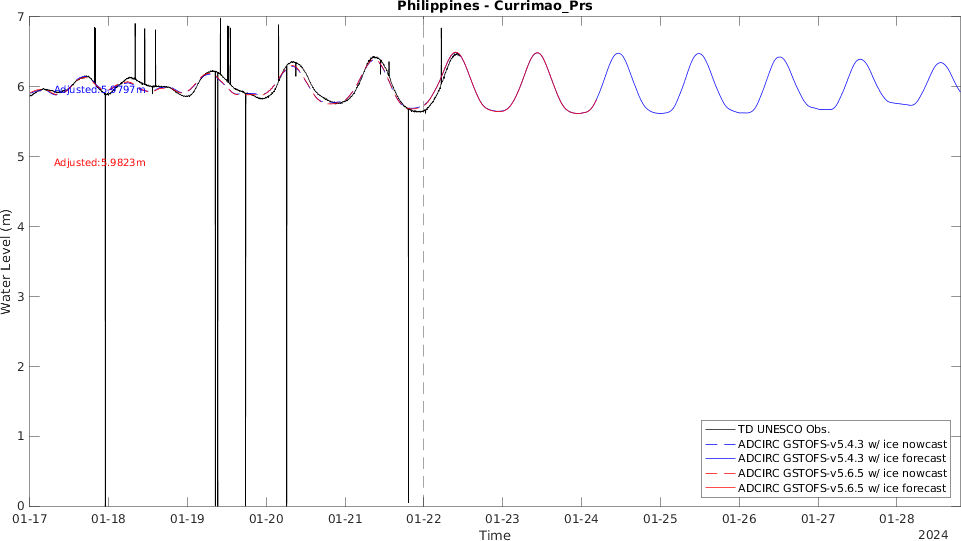 Philippines - Currimao_Prs
Water Level (m)
7
6
5
4
3
2
1
0
Adjusted:5.9797m
Adjusted:5.9823m
TD UNESCO Obs.
ADCIRC GSTOFS-v5.4.3 w/ ice nowcast
ADCIRC GSTOFS-v5.4.3 w/ ice forecast
ADCIRC GSTOFS-v5.6.5 w/ ice nowcast
ADCIRC GSTOFS-v5.6.5 w/ ice forecast
01-17 01-18 01-19 01-20 01-21 01-22 01-23 01-24 01-25 01-26 01-27 01-28
Time
2024